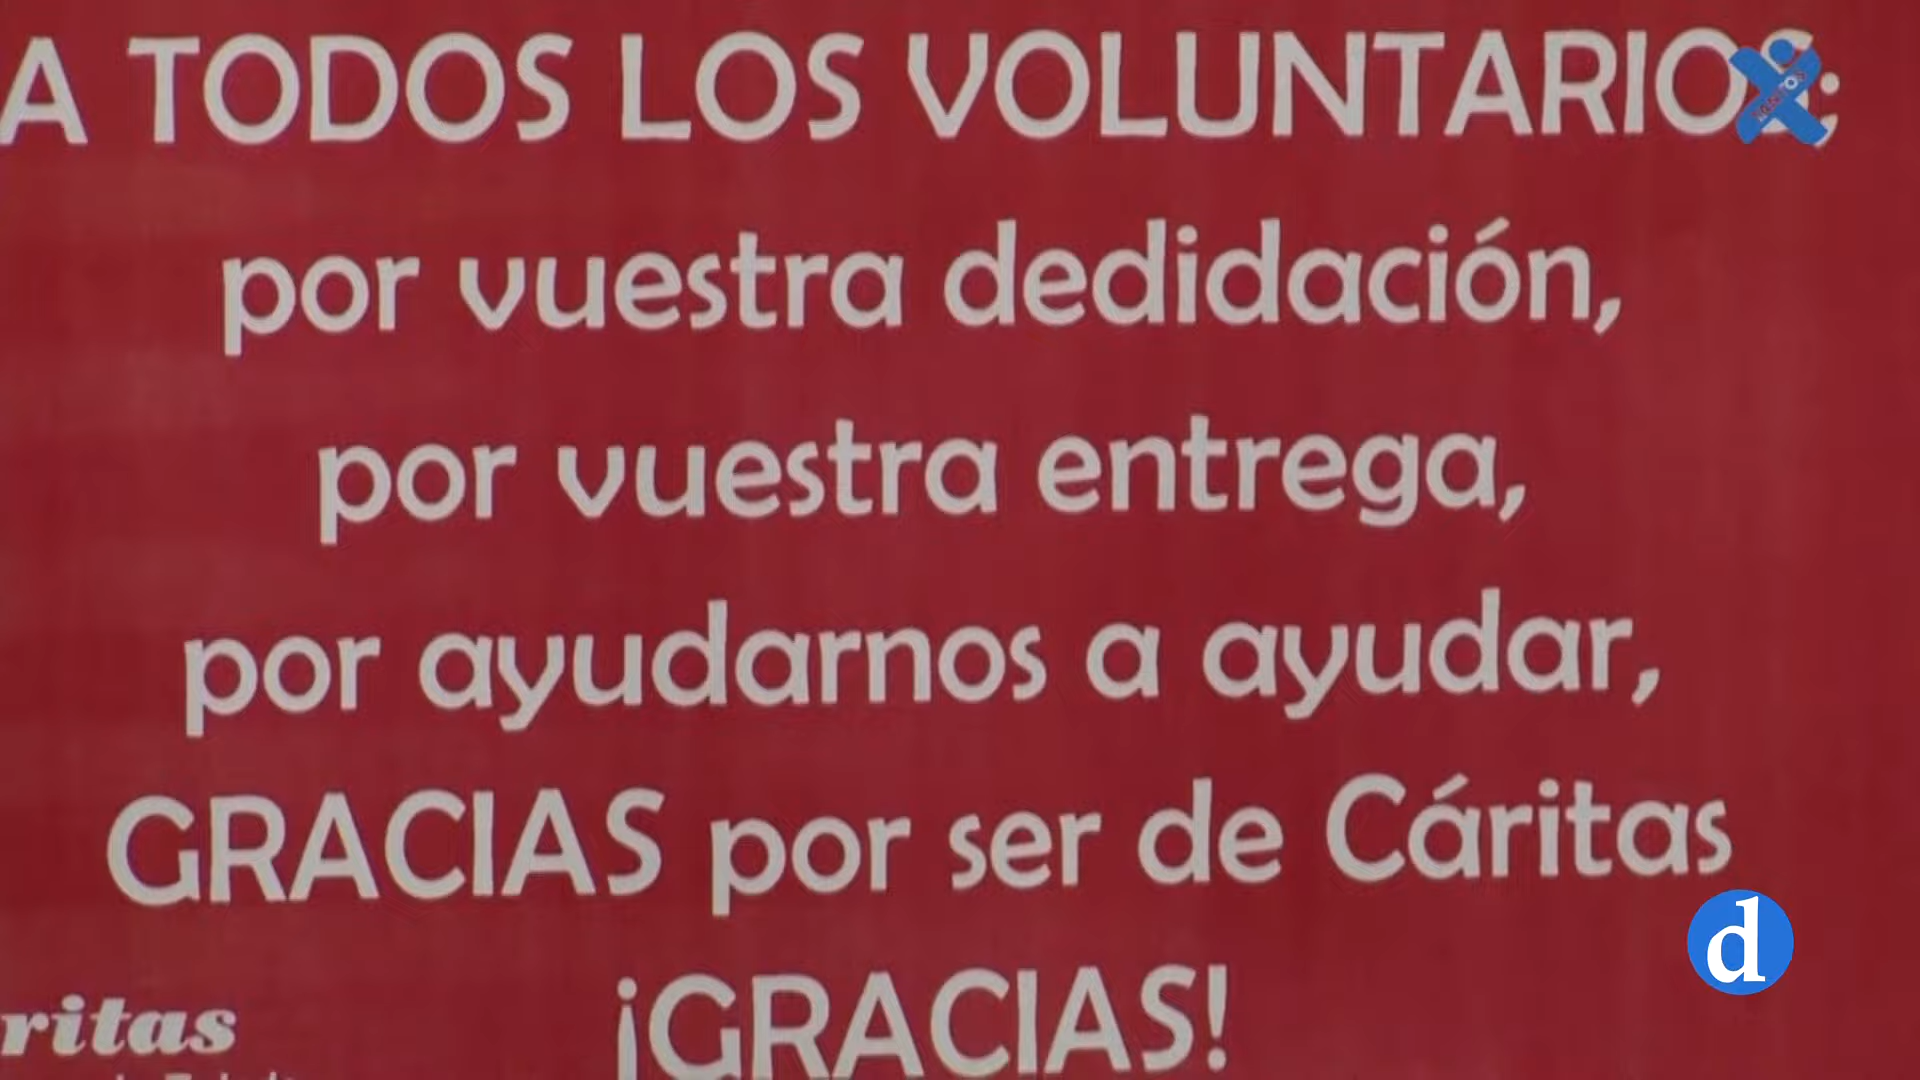 A TODOS LOS VOLUNTARIOS:
por vuestra dedidación,
por vuestra entrega,
por ayudarnos a ayudar,
GRACIAS por ser de Cáritas
d
¡GRACIAS!
ritas